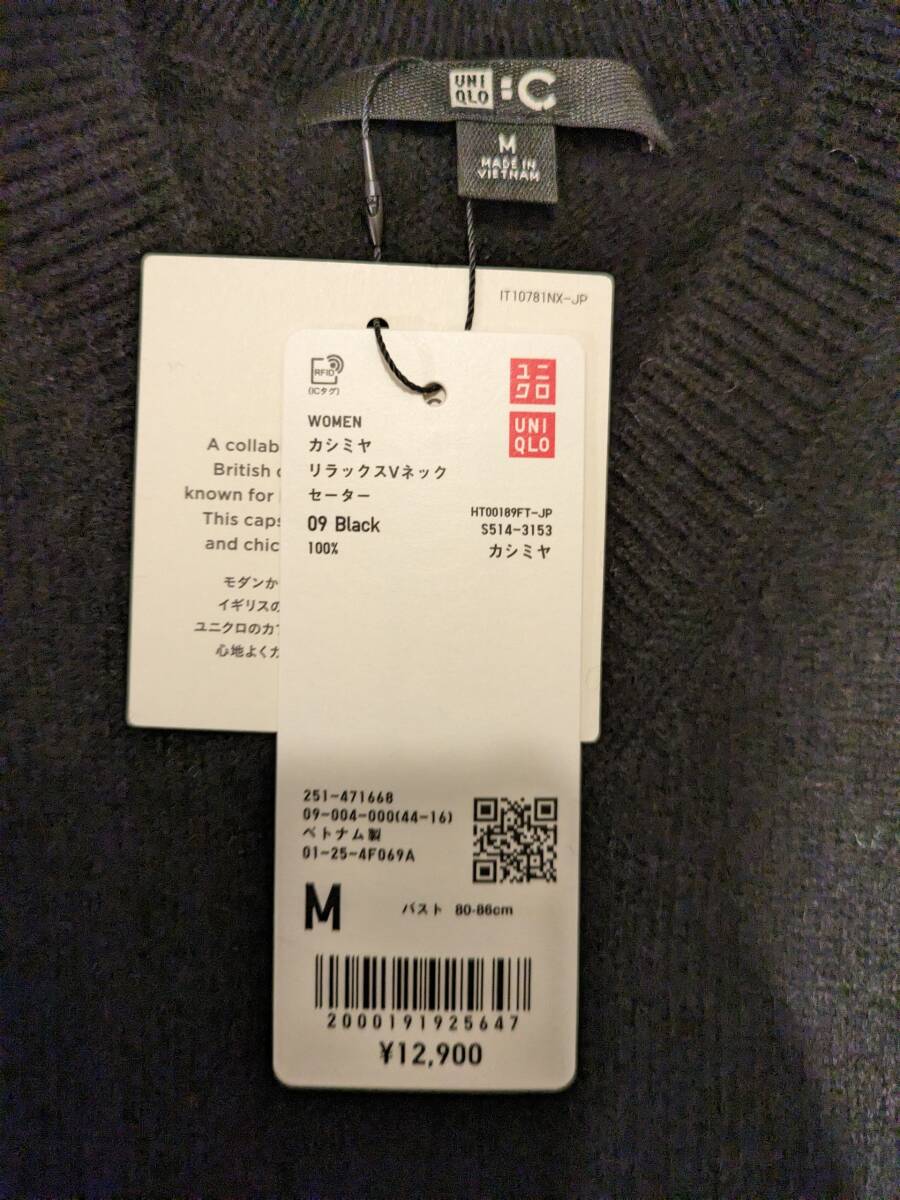 UNI
QLO
:C
M
MADE IN
VIETNAM
IT10781NX-JP
A collab
British
known for
This caps
and chic
モダンか
イギリスの
ユニクロのカ
心地よく
RFID
(ICタグ)
ユニ
クロ
UNI
QLO
WOMEN
カシミヤ
リラックスVネック
セーター
HT00189FT-JP
09 Black
S514-3153
100%
カシミヤ
251-471668
09-004-000(44-16)
ベトナム製
01-25-4F069A
M
バスト 80-86cm
2000191925647
¥12,900